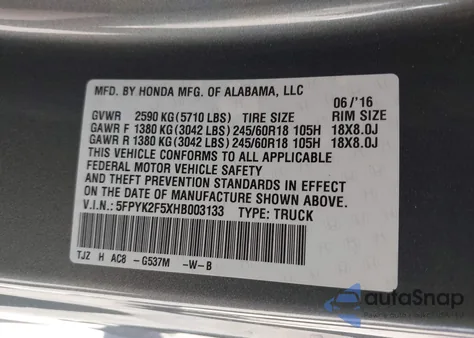 MFD. BY HONDA MFG. OF ALABAMA, LLC
06 /'16
GVWR 2590 KG (5710 LBS) TIRE SIZE RIM SIZE
GAWR F 1380 KG (3042 LBS) 245/60R18 105H 18X8.0J
GAWR R 1380 KG (3042 LBS) 245/60R18 105H 18X8.0J
THIS VEHICLE CONFORMS TO ALL APPLICABLE
FEDERAL MOTOR VEHICLE SAFETY
AND THEFT PREVENTION STANDARDS IN EFFECT
ON THE DATE OF MANUFACTURE SHOWN ABOVE.
V.I.N.: 5FPYK2F5XHB003133 TYPE: TRUCK
TJZ H AC8 -G537M -W-B
autoSnap